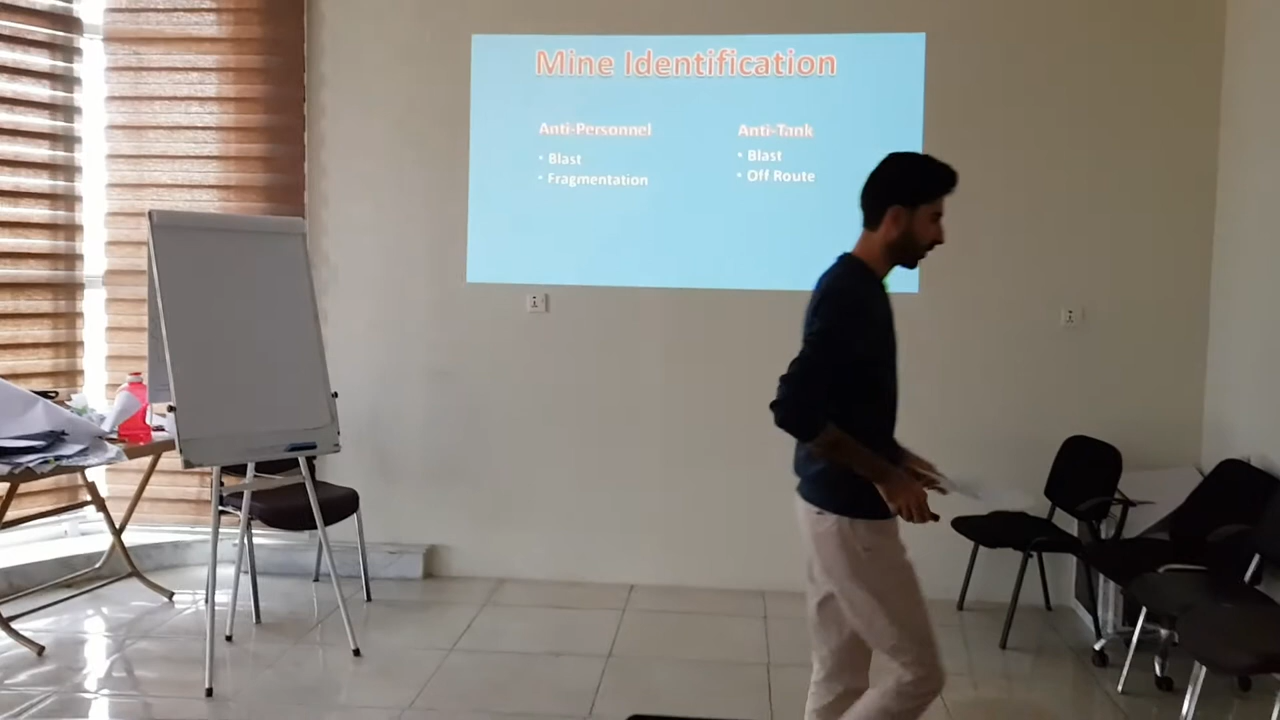 Mine Identification
Anti-Personnel
• Blast
• Fragmentation
Anti-Tank
• Blast
• Off Route